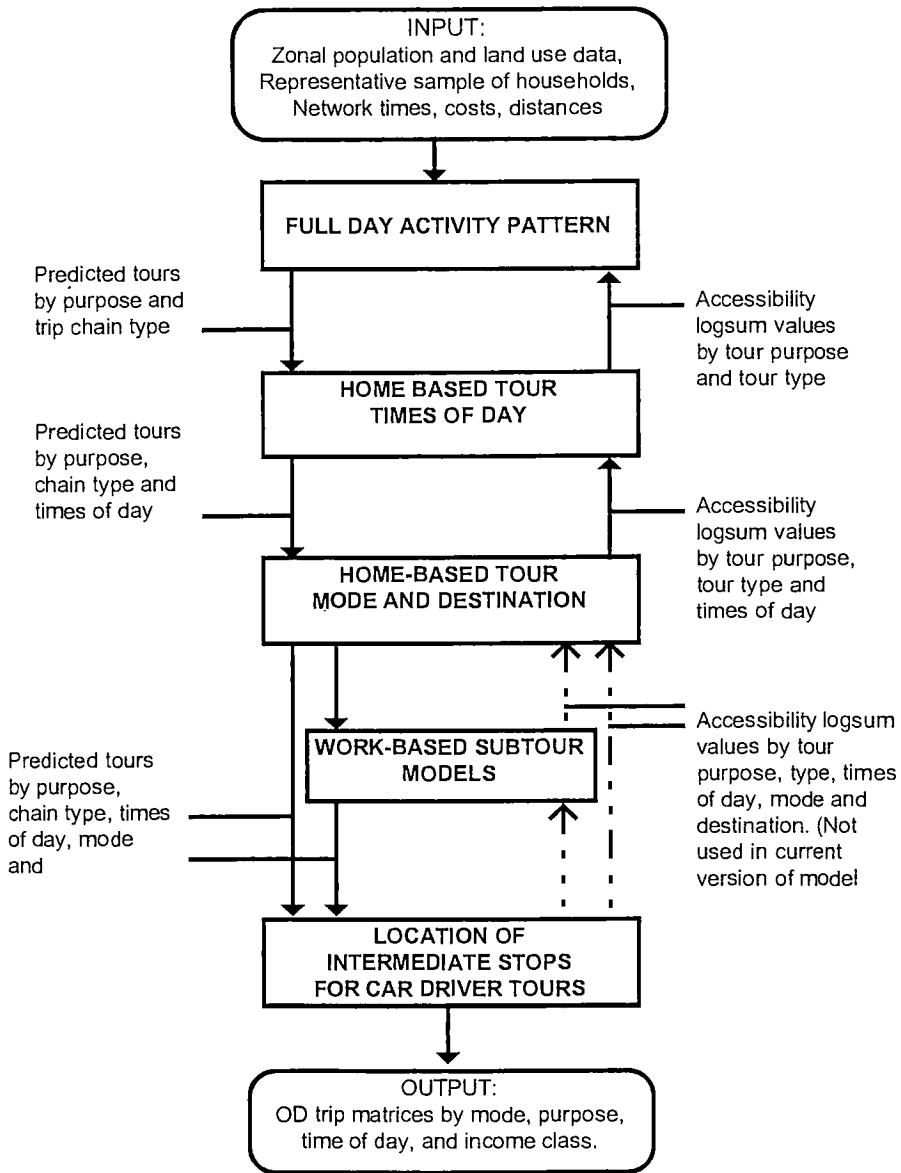 INPUT:
Zonal population and land use data,
Representative sample of households,
Network times, costs, distances
FULL DAY ACTIVITY PATTERN
Predicted tours
by purpose and
trip chain type
Accessibility
logsum values
by tour purpose
and tour type
HOME BASED TOUR
TIMES OF DAY
Predicted tours
by purpose,
chain type and
times of day
Accessibility
logsum values
by tour purpose,
tour type and
times of day
HOME-BASED TOUR
MODE AND DESTINATION
WORK-BASED SUBTOUR
MODELS
Predicted tours
by purpose,
chain type, times
of day, mode
and
Accessibility logsum
values by tour
purpose, type, times
of day, mode and
destination. (Not
used in current
version of model
LOCATION OF
INTERMEDIATE STOPS
FOR CAR DRIVER TOURS
OUTPUT:
OD trip matrices by mode, purpose,
time of day, and income class.